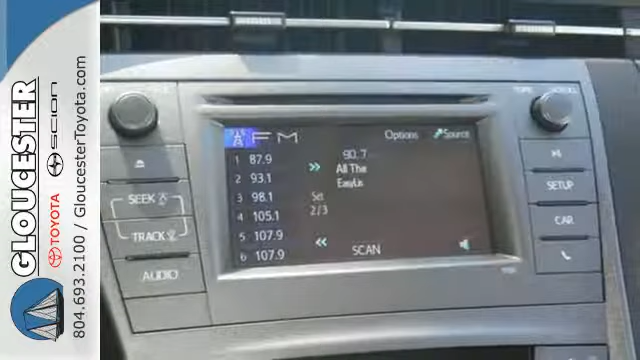 GLOUCESTER
TOYOTA SCION
804.693.2100 / GloucesterToyota.com
FM
Options
Source
1 87.9
2 93.1
3 98.1
4 105.1
5 107.9
6 107.9
90.7
All The
EasyLis
Set
2/3
SCAN
SEEK
TRACK
AUDIO
SETUP
CAR